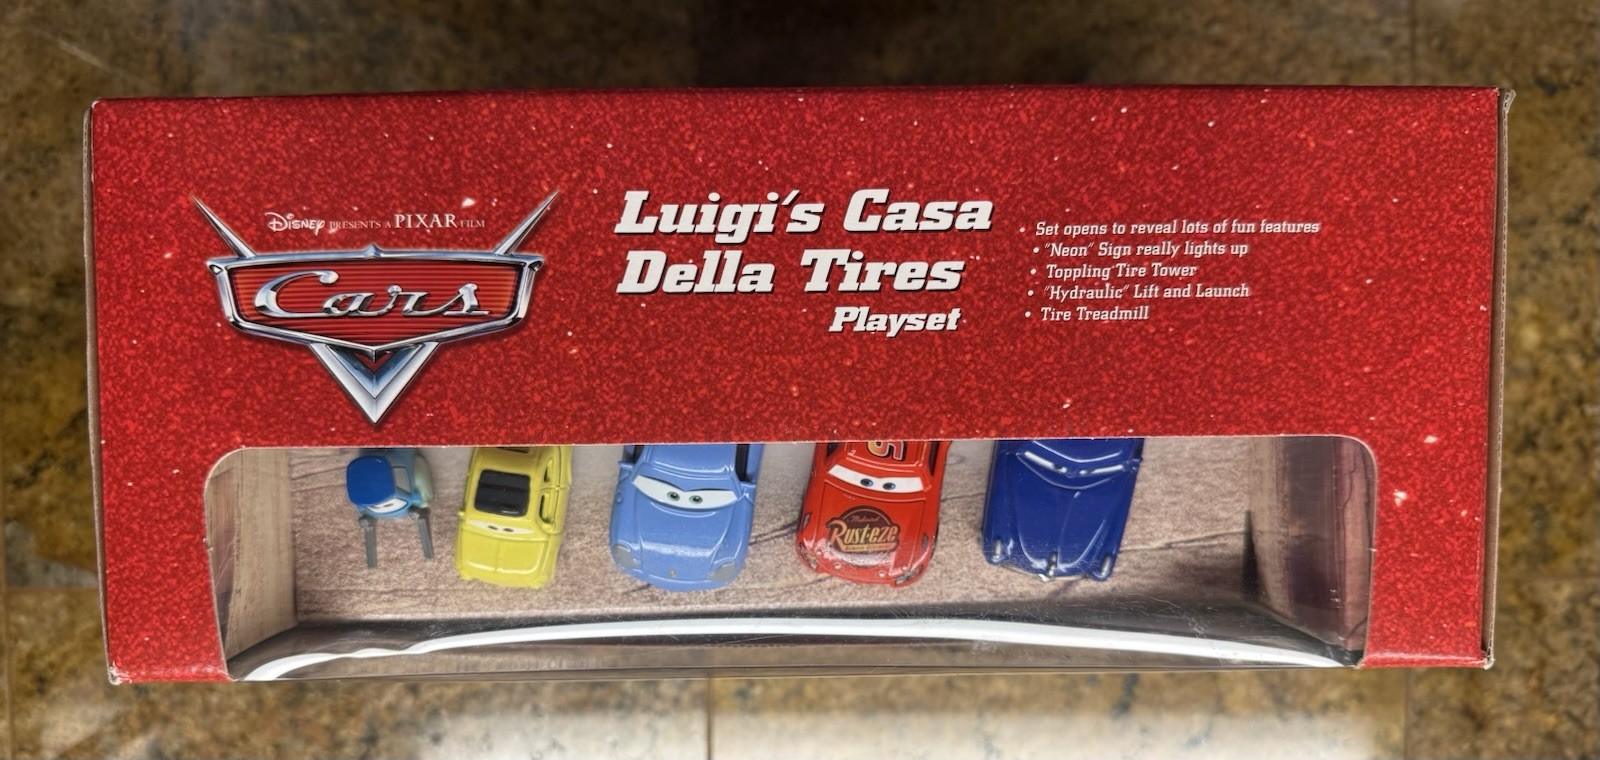 Disney PRESENTS A PIXAR FILM
Cars
Luigi's Casa
Della Tires
Playset
• Set opens to reveal lots of fun features
• "Neon" Sign really lights up
• Toppling Tire Tower
• "Hydraulic" Lift and Launch
• Tire Treadmill
Rust-eze